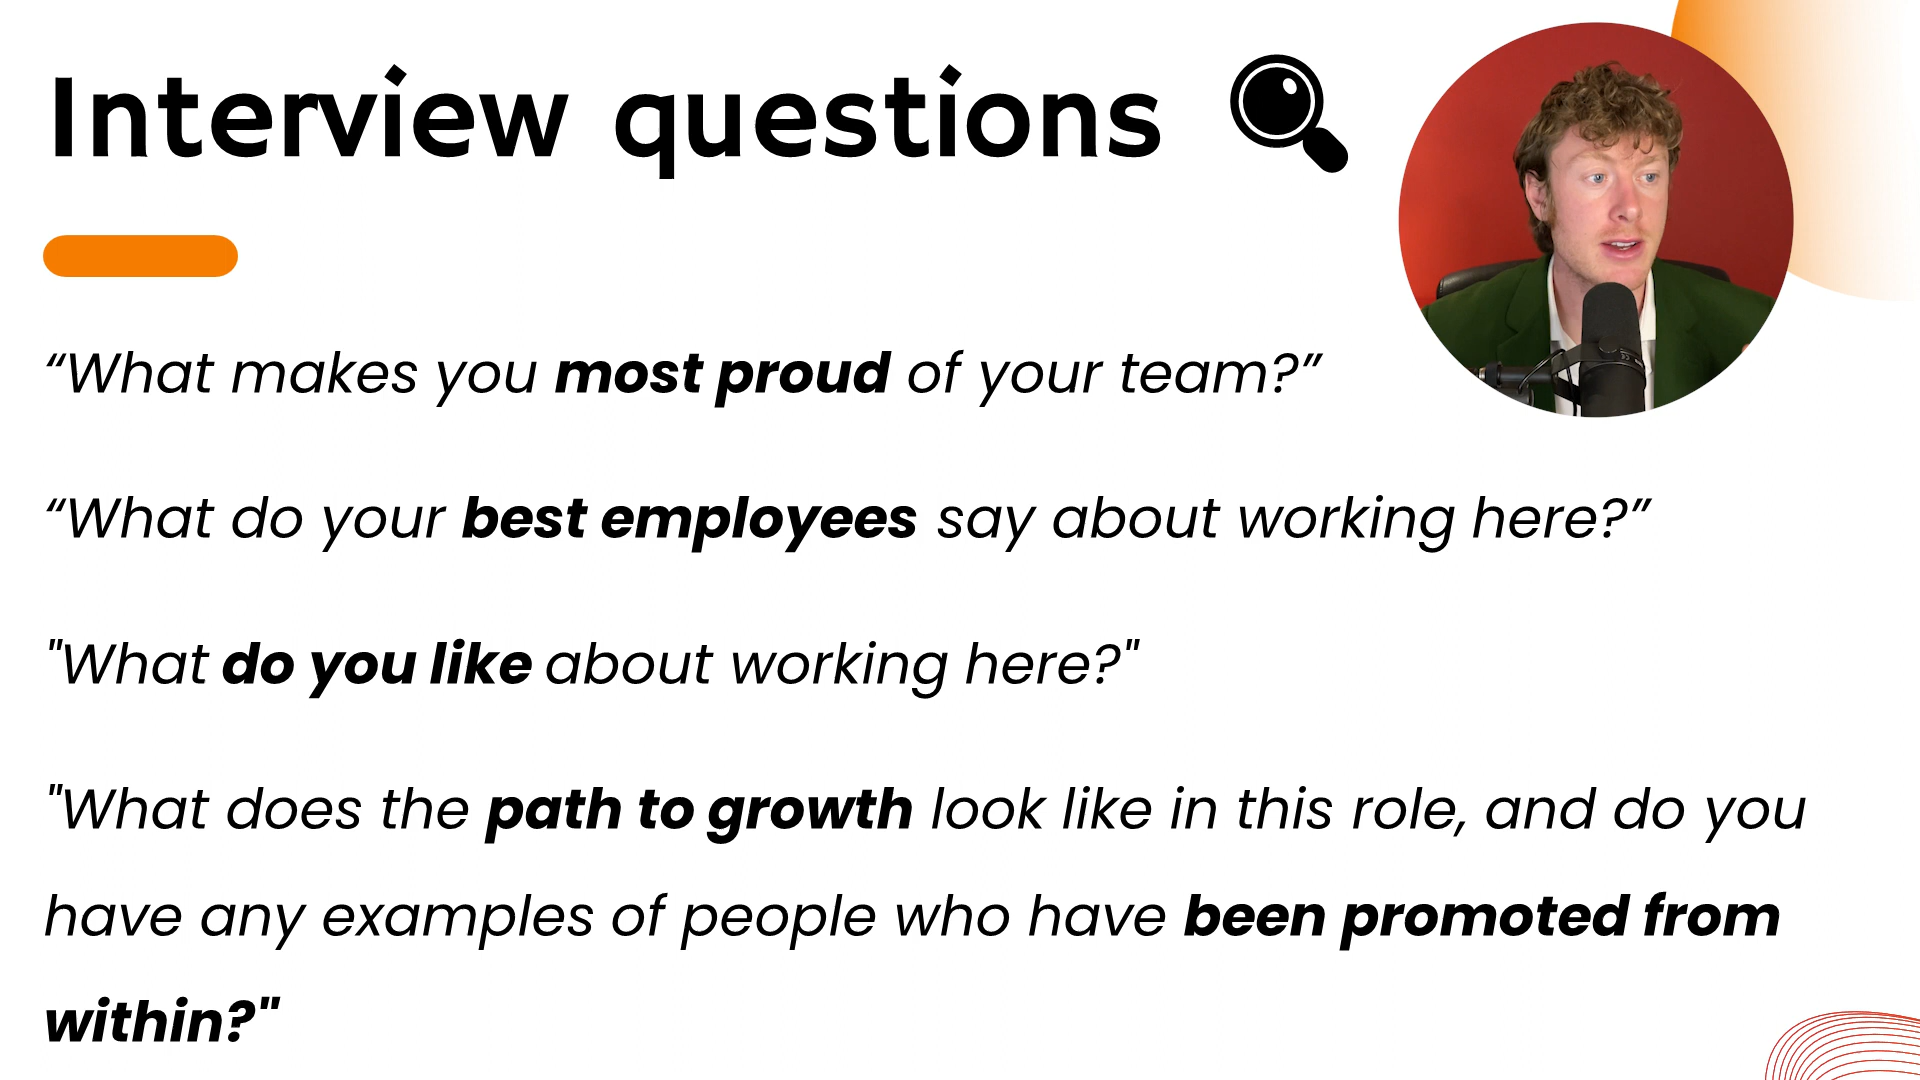 Interview questions
“What makes you most proud of your team?”
“What do your best employees say about working here?”
"What do you like about working here?"
"What does the path to growth look like in this role, and do you
have any examples of people who have been promoted from
within?"